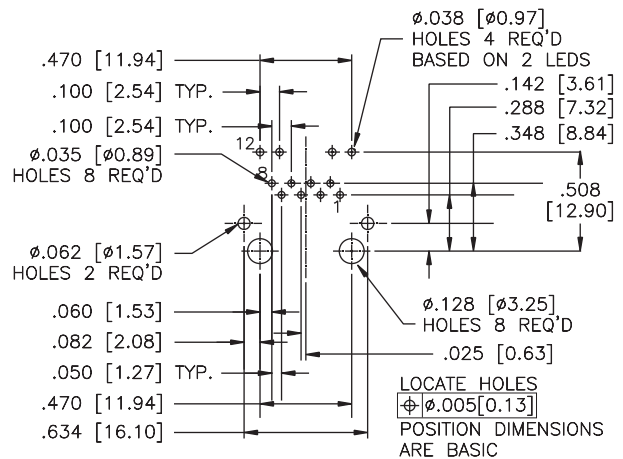 ø.038 [ø0.97]
HOLES 4 REQ'D
BASED ON 2 LEDS
.470 [11.94]
.142 [3.61]
.100 [2.54] TYP.
.288 [7.32]
.100 [2.54] TYP.
.348 [8.84]
12
ø.035 [ø0.89]
HOLES 8 REQ'D
8
.508
[12.90]
1
ø.062 [ø1.57]
HOLES 2 REQ'D
ø.128 [ø3.25]
HOLES 8 REQ'D
.060 [1.53]
.082 [2.08]
.025 [0.63]
.050 [1.27] TYP.
LOCATE HOLES
.470 [11.94]
⌖ ø.005[0.13]
.634 [16.10]
POSITION DIMENSIONS
ARE BASIC